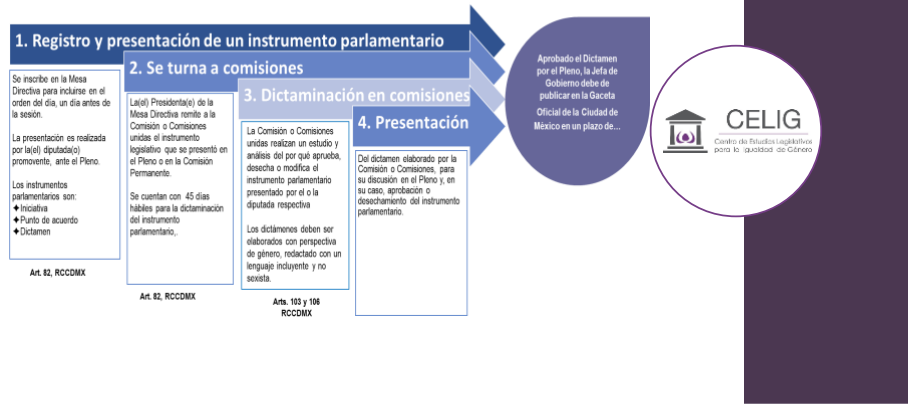 1. Registro y presentación de un instrumento parlamentario
Se inscribe en la Mesa
Directiva para incluirse en el
orden del día, un día antes de
la sesión.
La presentación es realizada
por la(el) diputada(o)
promovente, ante el Pleno.
Los instrumentos
parlamentarios son:
✦Iniciativa
✦Punto de acuerdo
✦Dictamen
Art. 82, RCCDMX
2. Se turna a comisiones
La(el) Presidenta(e) de la
Mesa Directiva remite a la
Comisión o Comisiones
unidas el instrumento
legislativo que se presentó en
el Pleno o en la Comisión
Permanente.
Se cuentan con 45 días
hábiles para la dictaminación
del instrumento
parlamentario,.
Art. 82, RCCDMX
3. Dictaminación en comisiones
La Comisión o Comisiones
unidas realizan un estudio y
análisis del por qué aprueba,
desecha o modifica el
instrumento parlamentario
presentado por el o la
diputada respectiva
Los dictámenes deben ser
elaborados con perspectiva
de género, redactado con un
lenguaje incluyente y no
sexista.
Arts. 103 y 106
RCCDMX
4. Presentación
Del dictamen elaborado por la
Comisión o Comisiones, para
su discusión en el Pleno y, en
su caso, aprobación o
desechamiento del instrumento
parlamentario.
Aprobado el Dictamen
por el Pleno, la Jefa de
Gobierno debe de
publicar en la Gaceta
Oficial de la Ciudad de
México en un plazo de...
CELIG
Centro de Estudios Legislativos
para la Igualdad de Género